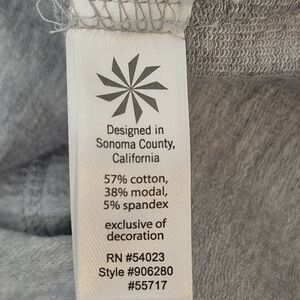 Designed in
Sonoma County,
California
57% cotton,
38% modal,
5% spandex
exclusive of
decoration
RN #54023
Style #906280
#55717